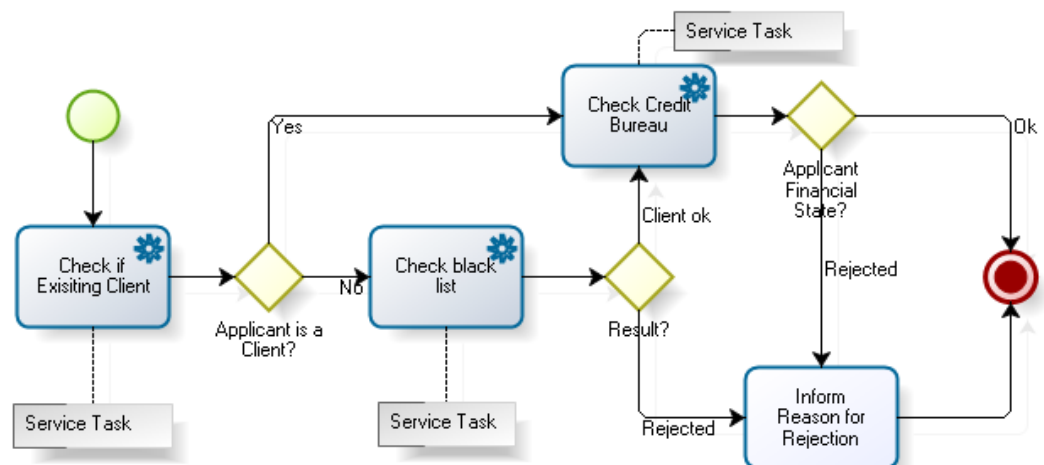 Service Task
Check Credit
Bureau
Yes
Ok
Applicant
Financial
State?
Client ok
Check if
Exisiting Client
No
Check black
list
Rejected
Applicant is a
Client?
Result?
Inform
Reason for
Rejection
Rejected
Service Task
Service Task